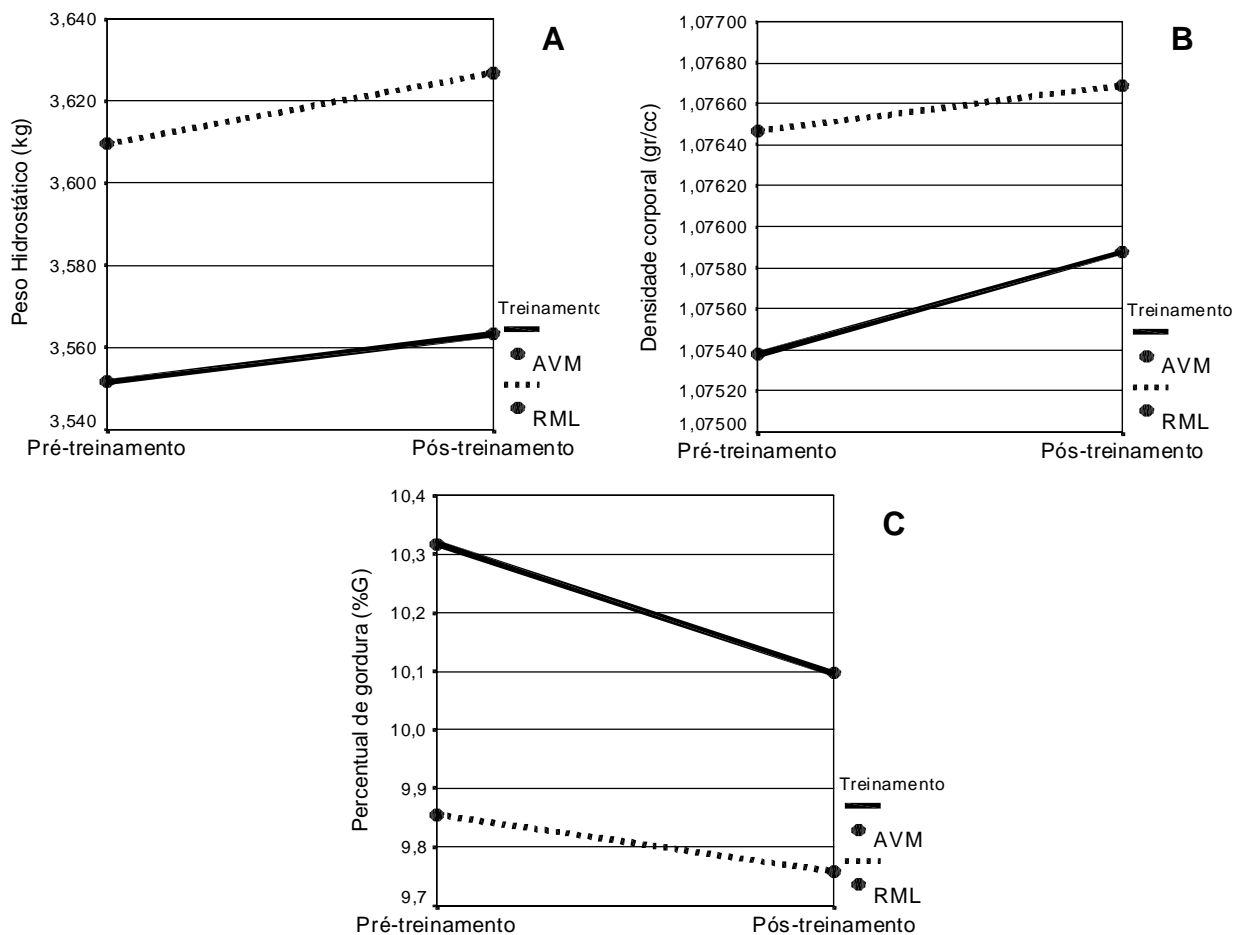 A
Peso Hidrostático (kg)
3,640
3,620
3,600
3,580
3,560
3,540
Pré-treinamento
Pós-treinamento
Treinamento
AVM
RML
B
Densidade corporal (gr/cc)
1,07700
1,07680
1,07660
1,07640
1,07620
1,07600
1,07580
1,07560
1,07540
1,07520
1,07500
Pré-treinamento
Pós-treinamento
Treinamento
AVM
RML
C
Percentual de gordura (%G)
10,4
10,3
10,2
10,1
10,0
9,9
9,8
9,7
Pré-treinamento
Pós-treinamento
Treinamento
AVM
RML